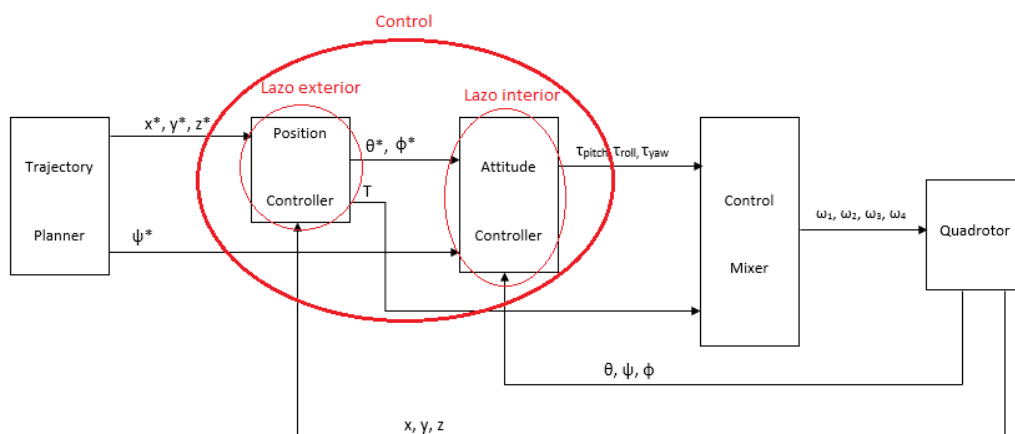 Control
Lazo exterior
Lazo interior
x*, y*, z*
Position
Controller
θ*, ϕ*
T
Trajectory
Planner
ψ*
Attitude
Controller
τpitch, τroll, τyaw
Control
Mixer
ω₁, ω₂, ω₃, ω₄
Quadrotor
θ, ψ, ϕ
x, y, z